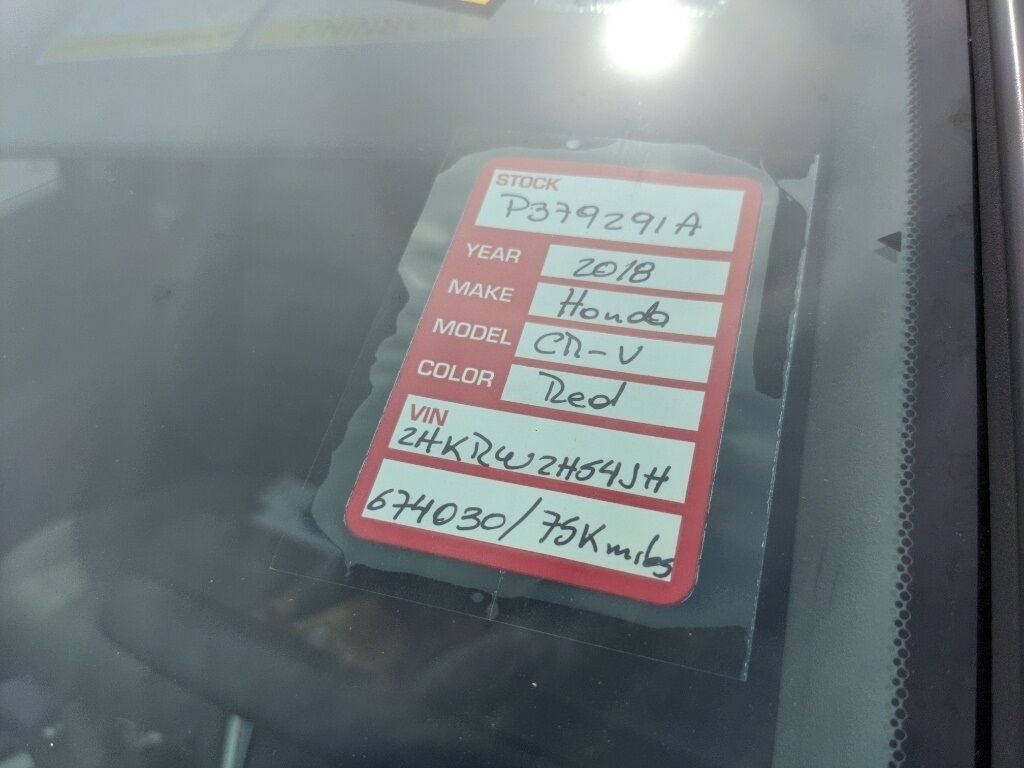 STOCK
P379291A
YEAR 2018
MAKE Honda
MODEL CR-V
COLOR Red
VIN
2HKRW2H54JH
674030/75K miles